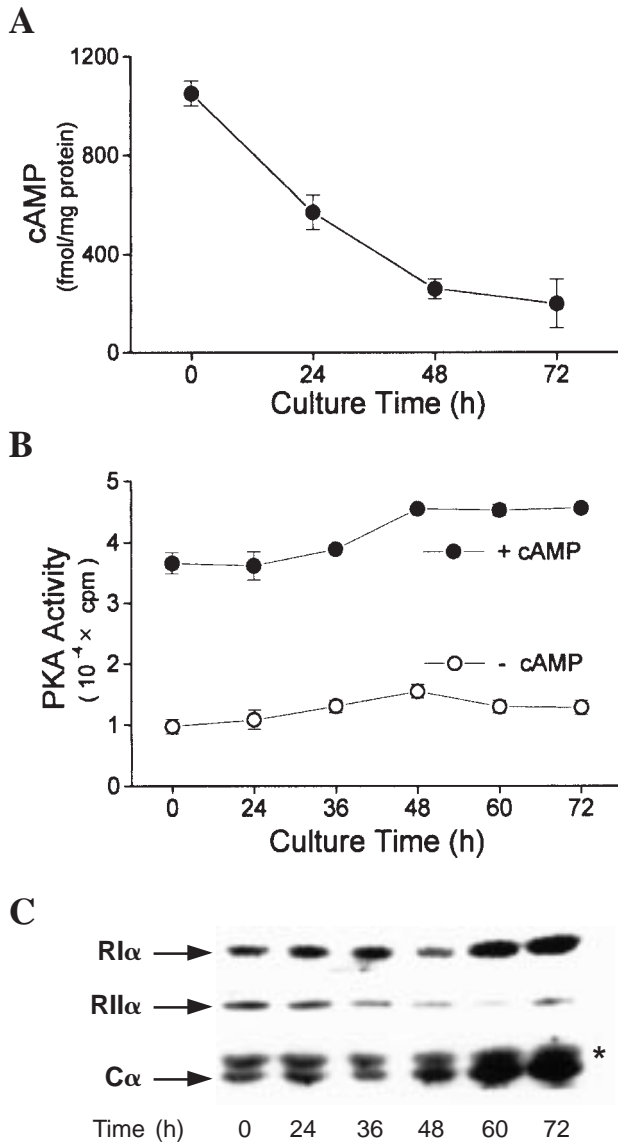 A
1200
800
400
0
cAMP
(fmol/mg protein)
0 24 48 72
Culture Time (h)
B
5
4
3
2
1
0
PKA Activity
( 10⁻⁴ × cpm )
+ cAMP
- cAMP
0 24 36 48 60 72
Culture Time (h)
C
RIα
RIIα
Cα
*
Time (h) 0 24 36 48 60 72